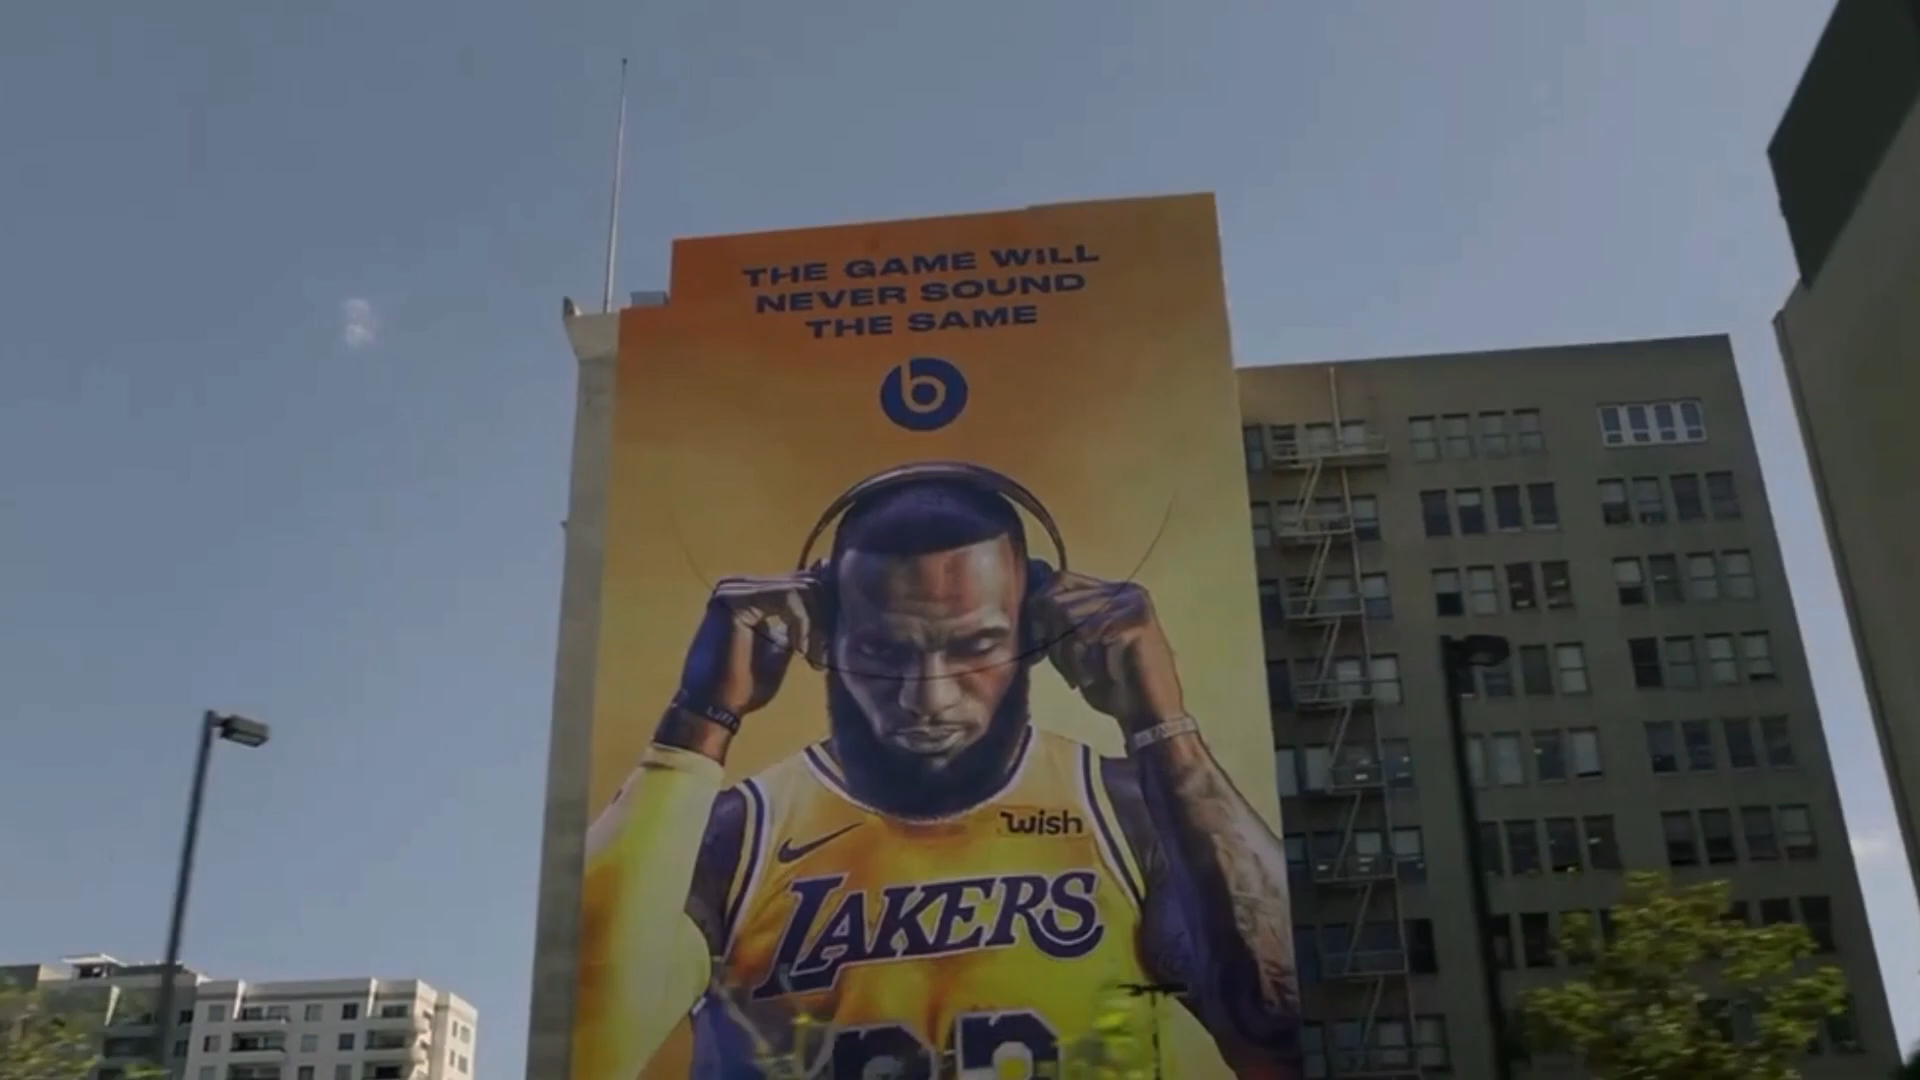 THE GAME WILL
NEVER SOUND
THE SAME
b
wish
LAKERS